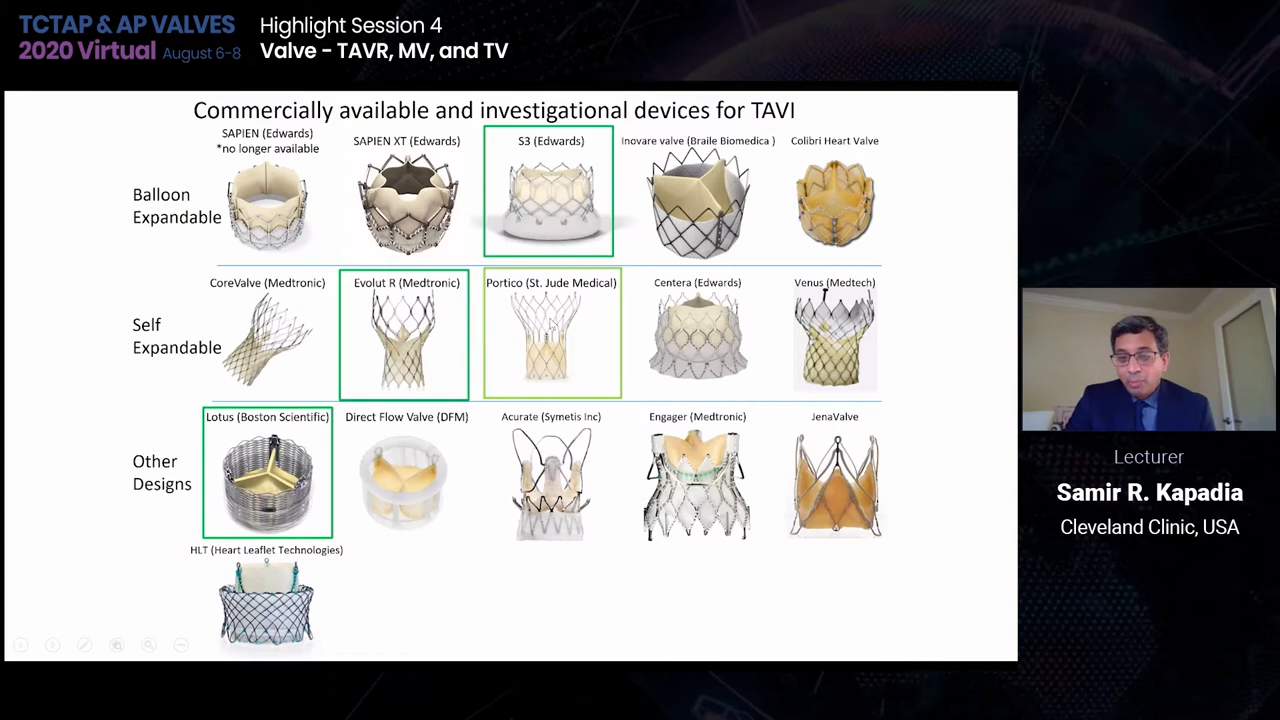 TCTAP & AP VALVES
2020 Virtual August 6-8
Highlight Session 4
Valve - TAVR, MV, and TV
Commercially available and investigational devices for TAVI
SAPIEN (Edwards)
*no longer available
SAPIEN XT (Edwards)
S3 (Edwards)
Inovare valve (Braile Biomedica )
Colibri Heart Valve
Balloon
Expandable
CoreValve (Medtronic)
Evolut R (Medtronic)
Portico (St. Jude Medical)
Centera (Edwards)
Venus (Medtech)
Self
Expandable
Lotus (Boston Scientific)
Direct Flow Valve (DFM)
Acurate (Symetis Inc)
Engager (Medtronic)
JenaValve
Other
Designs
HLT (Heart Leaflet Technologies)
Lecturer
Samir R. Kapadia
Cleveland Clinic, USA